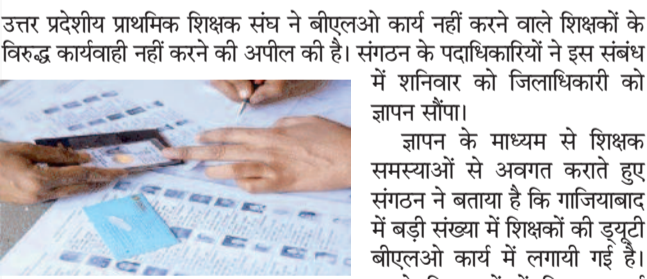 उत्तर प्रदेशीय प्राथमिक शिक्षक संघ ने बीएलओ कार्य नहीं करने वाले शिक्षकों के
विरुद्ध कार्यवाही नहीं करने की अपील की है। संगठन के पदाधिकारियों ने इस संबंध
में शनिवार को जिलाधिकारी को
ज्ञापन सौंपा।
ज्ञापन के माध्यम से शिक्षक
समस्याओं से अवगत कराते हुए
संगठन ने बताया है कि गाजियाबाद
में बड़ी संख्या में शिक्षकों की ड्यूटी
बीएलओ कार्य में लगायी गई है।